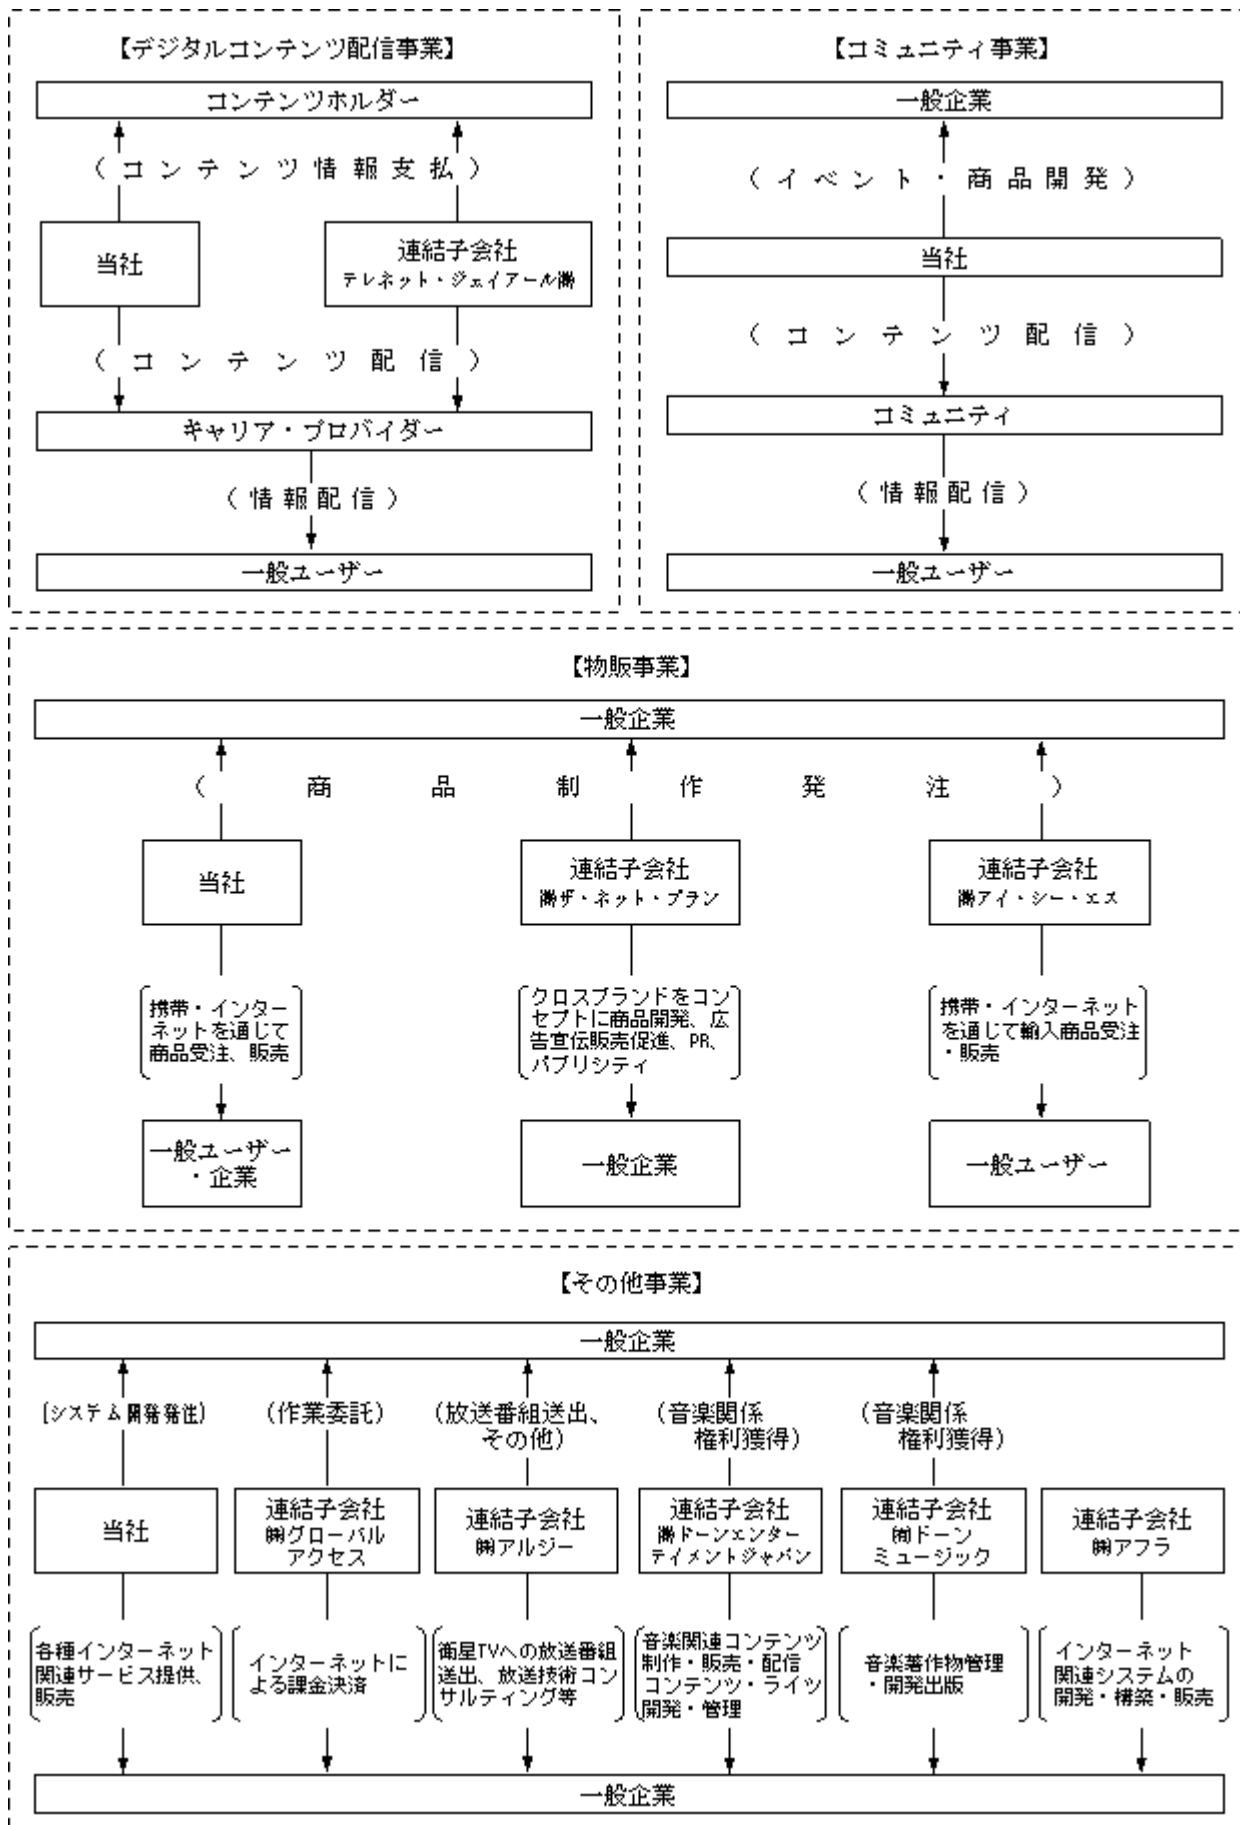 【デジタルコンテンツ配信事業】
コンテンツホルダー
(コンテンツ情報支払)
当社
連結子会社
テレネット・ジェイアール㈱
(コンテンツ配信)
キャリア・プロバイダー
(情報配信)
一般ユーザー
【コミュニティ事業】
一般企業
(イベント・商品開発)
当社
(コンテンツ配信)
コミュニティ
(情報配信)
一般ユーザー
【物販事業】
一般企業
(商品制作発注)
当社
連結子会社
㈱ザ・ネット・プラン
連結子会社
㈱アイ・シー・エス
携帯・インター
ネットを通じて
商品受注、販売
クロスブランドをコン
セプトに商品開発、広
告宣伝販売促進、PR、
パブリシティ
携帯・インターネット
を通じて輸入商品受注
・販売
一般ユーザー
・企業
一般企業
一般ユーザー
【その他事業】
一般企業
(システム開発発注)
(作業委託)
(放送番組送出、
その他)
(音楽関係
権利獲得)
(音楽関係
権利獲得)
当社
連結子会社
㈱グローバル
アクセス
連結子会社
㈱アルジー
連結子会社
㈱ドーンエンター
テイメントジャパン
連結子会社
㈲ドーン
ミュージック
連結子会社
㈱アフラ
各種インターネット
関連サービス提供、
販売
インターネットに
よる課金決済
衛星TVへの放送番組
送出、放送技術コン
サルティング等
音楽関連コンテンツ
制作・販売・配信
コンテンツ・ライツ
開発・管理
音楽著作物管理
・開発出版
インターネット
関連システムの
開発・構築・販売
一般企業